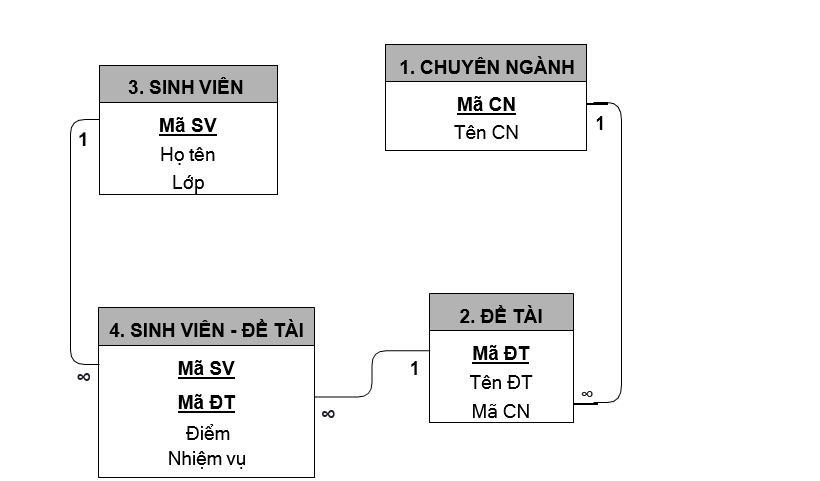 3. SINH VIÊN
Mã SV
Họ tên
Lớp
1. CHUYÊN NGÀNH
Mã CN
Tên CN
1
1
4. SINH VIÊN - ĐỀ TÀI
Mã SV
Mã ĐT
Điểm
Nhiệm vụ
∞
∞
2. ĐỀ TÀI
Mã ĐT
Tên ĐT
Mã CN
1
∞